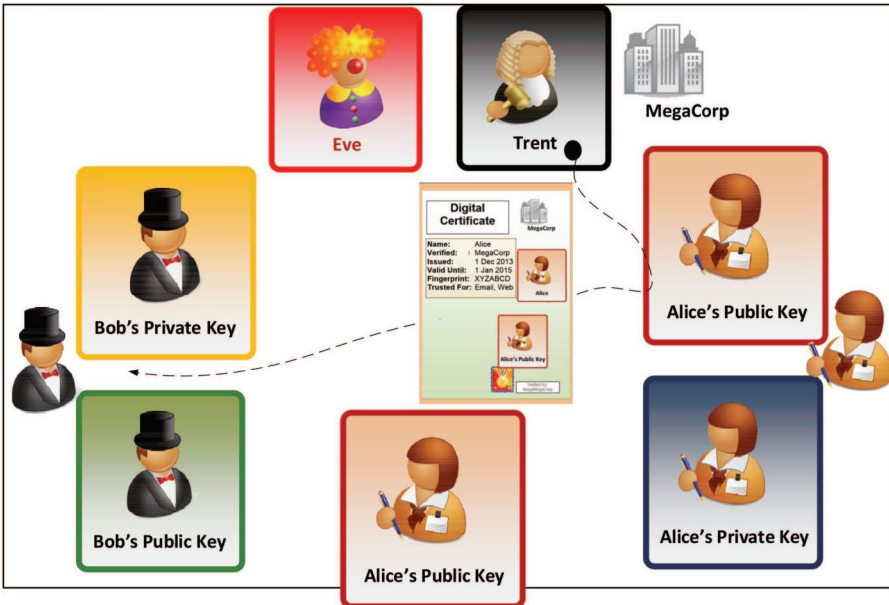 Eve
Trent
MegaCorp
Digital
Certificate
MegaCorp
Name: Alice
Verified: MegaCorp
Issued: 1 Dec 2013
Valid Until: 1 Jan 2015
Fingerprint: XYZABCD
Trusted For: Email, Web
Alice
Alice's Public Key
Verified by
Bob's Private Key
Alice's Public Key
Bob's Public Key
Alice's Public Key
Alice's Private Key